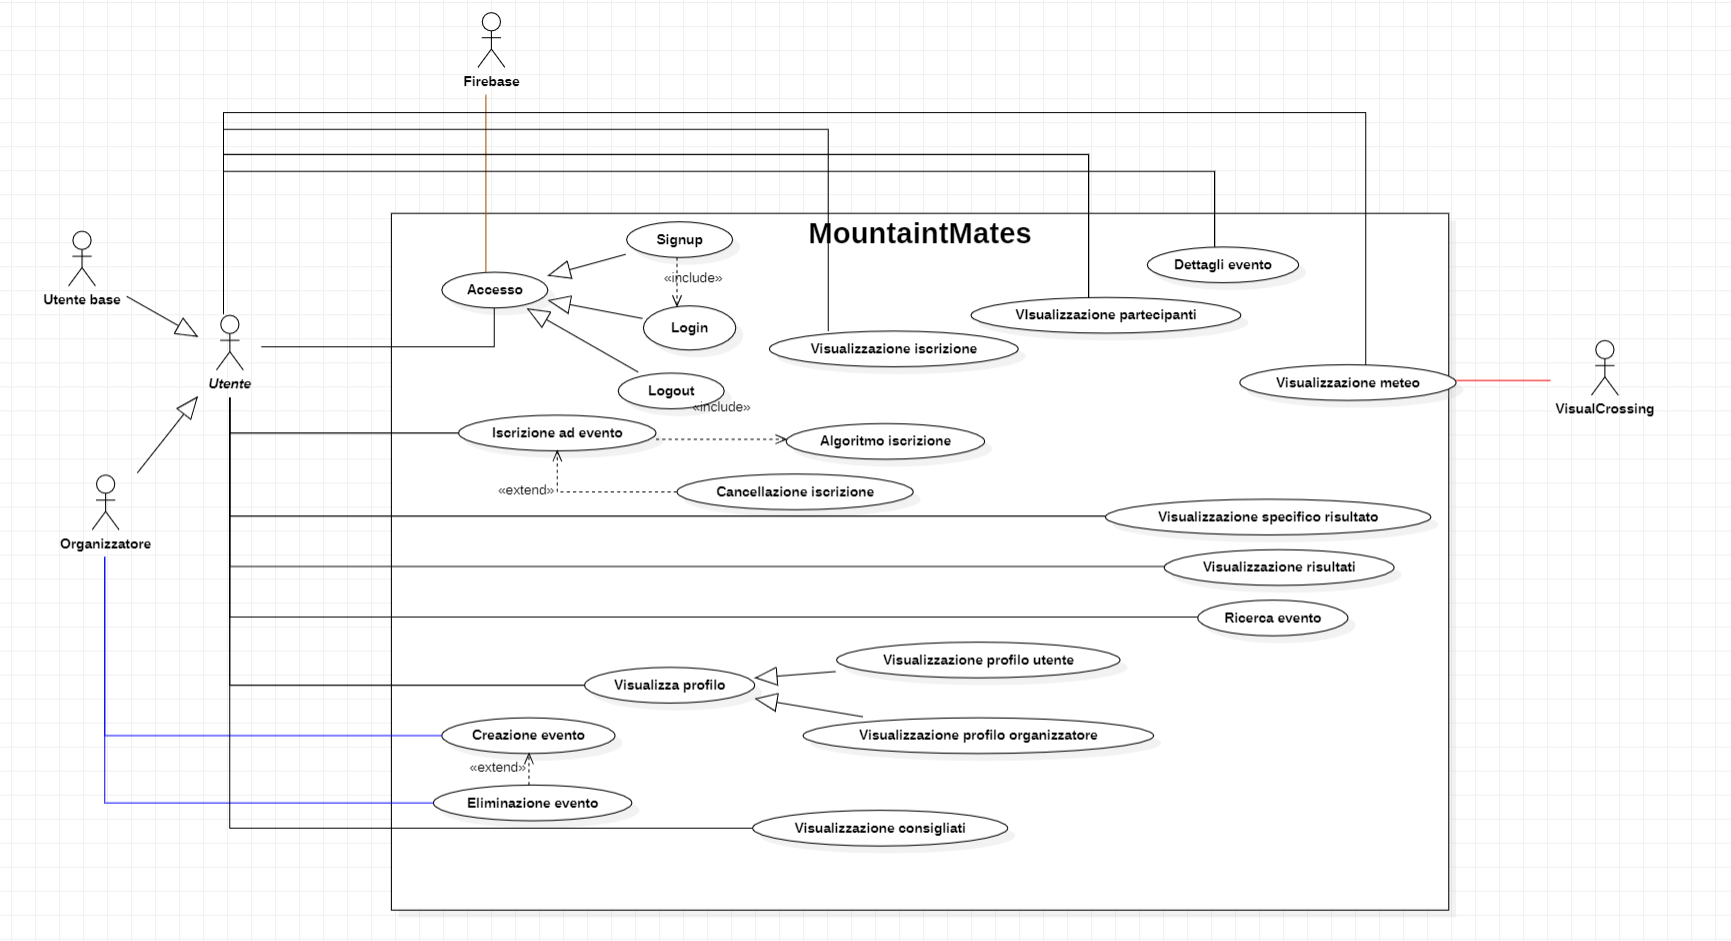 Firebase
MountaintMates
Signup
«include»
Dettagli evento
Accesso
Utente base
VIsualizzazione partecipanti
Login
Visualizzazione iscrizione
Utente
Visualizzazione meteo
Logout
«include»
VisualCrossing
Iscrizione ad evento
Algoritmo iscrizione
«extend»
Cancellazione iscrizione
Visualizzazione specifico risultato
Organizzatore
Visualizzazione risultati
Ricerca evento
Visualizzazione profilo utente
Visualizza profilo
Creazione evento
Visualizzazione profilo organizzatore
«extend»
Eliminazione evento
Visualizzazione consigliati